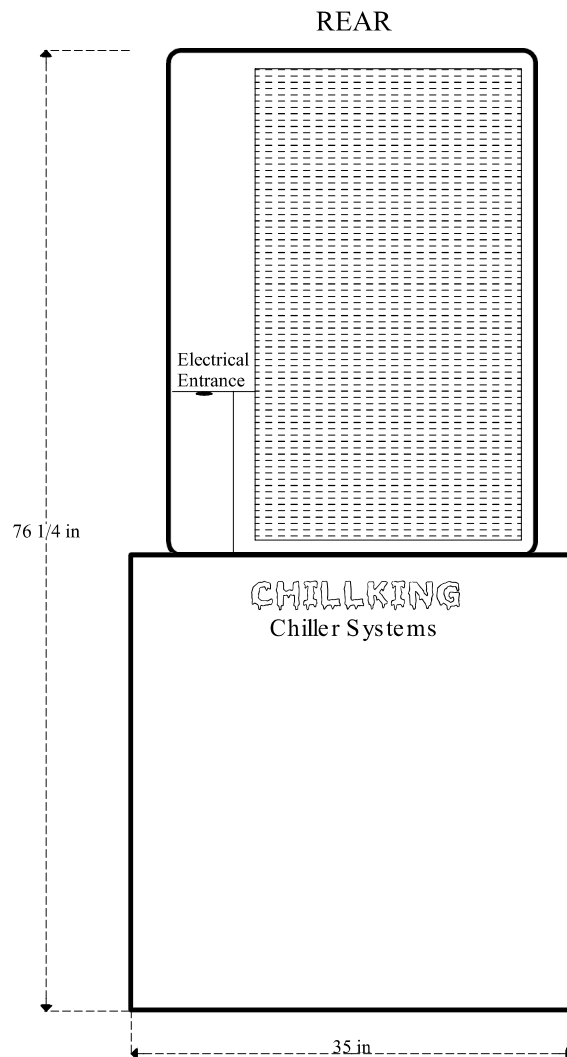 REAR
Electrical
Entrance
76 1/4 in
CHILLKING
Chiller Systems
35 in